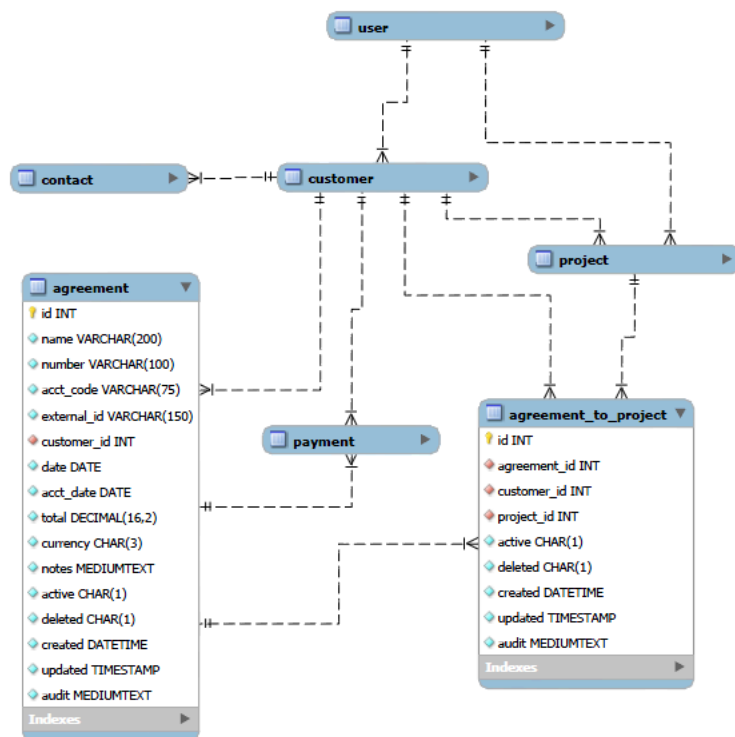 user
contact
customer
project
agreement
id INT
name VARCHAR(200)
number VARCHAR(100)
acct_code VARCHAR(75)
external_id VARCHAR(150)
customer_id INT
date DATE
acct_date DATE
total DECIMAL(16,2)
currency CHAR(3)
notes MEDIUMTEXT
active CHAR(1)
deleted CHAR(1)
created DATETIME
updated TIMESTAMP
audit MEDIUMTEXT
Indexes
payment
agreement_to_project
id INT
agreement_id INT
customer_id INT
project_id INT
active CHAR(1)
deleted CHAR(1)
created DATETIME
updated TIMESTAMP
audit MEDIUMTEXT
Indexes